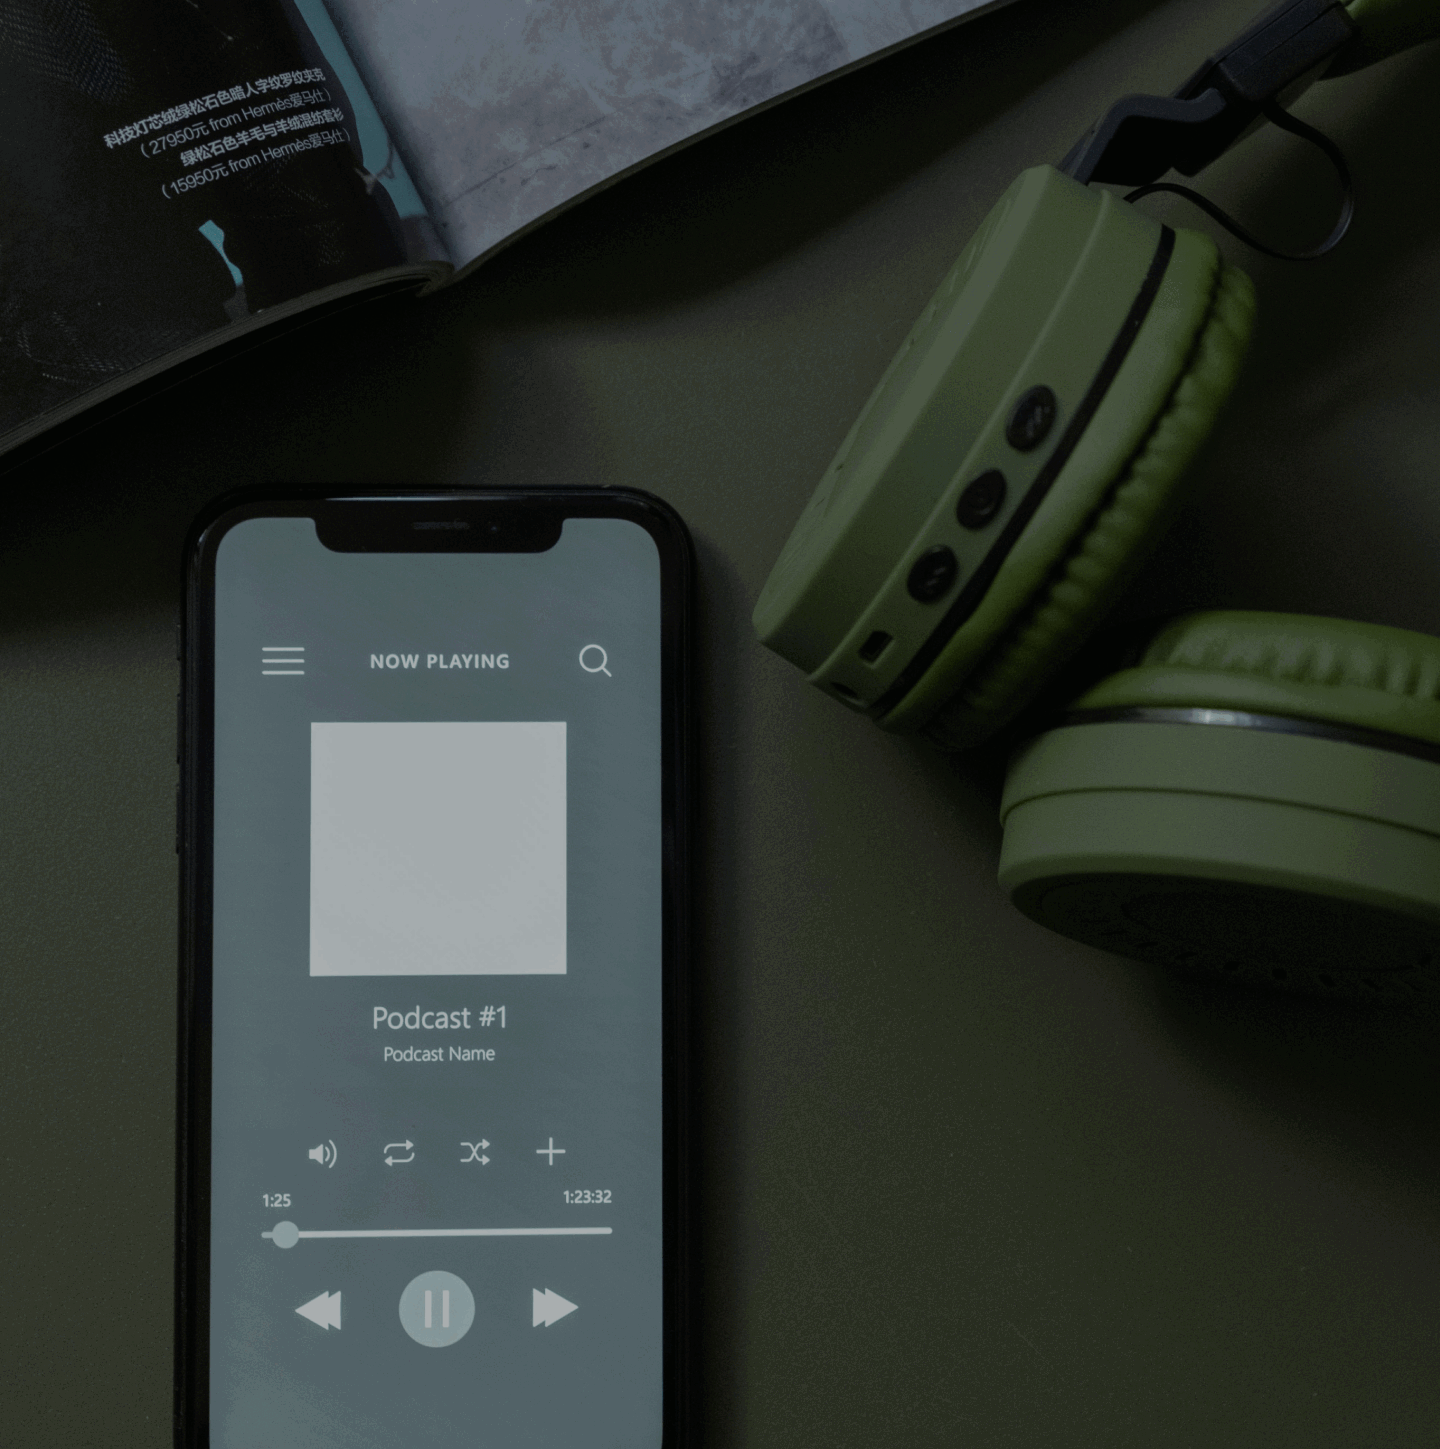 科技灯芯绒绿松石色暗人字纹罗纹夹克
（27950元 from Hermès爱马仕）
绿松石色羊毛与羊绒混纺套衫
（15950元 from Hermès爱马仕）
NOW PLAYING
Podcast #1
Podcast Name
1:25
1:23:32